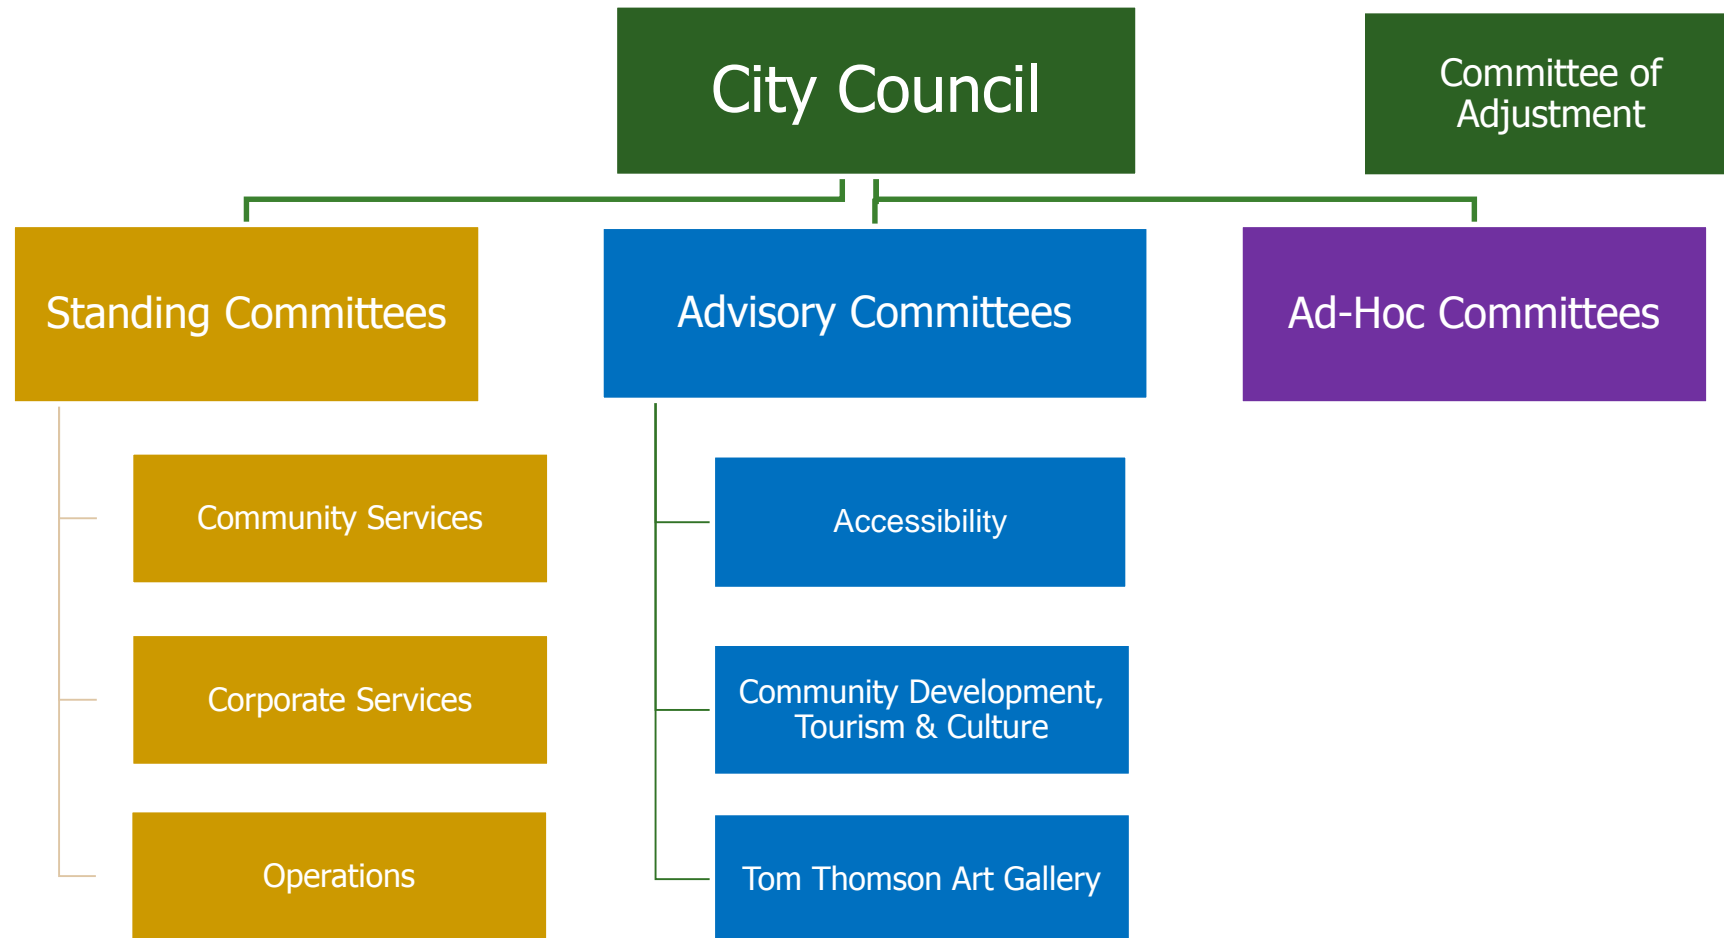 City Council
Committee of
Adjustment
Standing Committees
Advisory Committees
Ad-Hoc Committees
Community Services
Corporate Services
Operations
Accessibility
Community Development,
Tourism & Culture
Tom Thomson Art Gallery